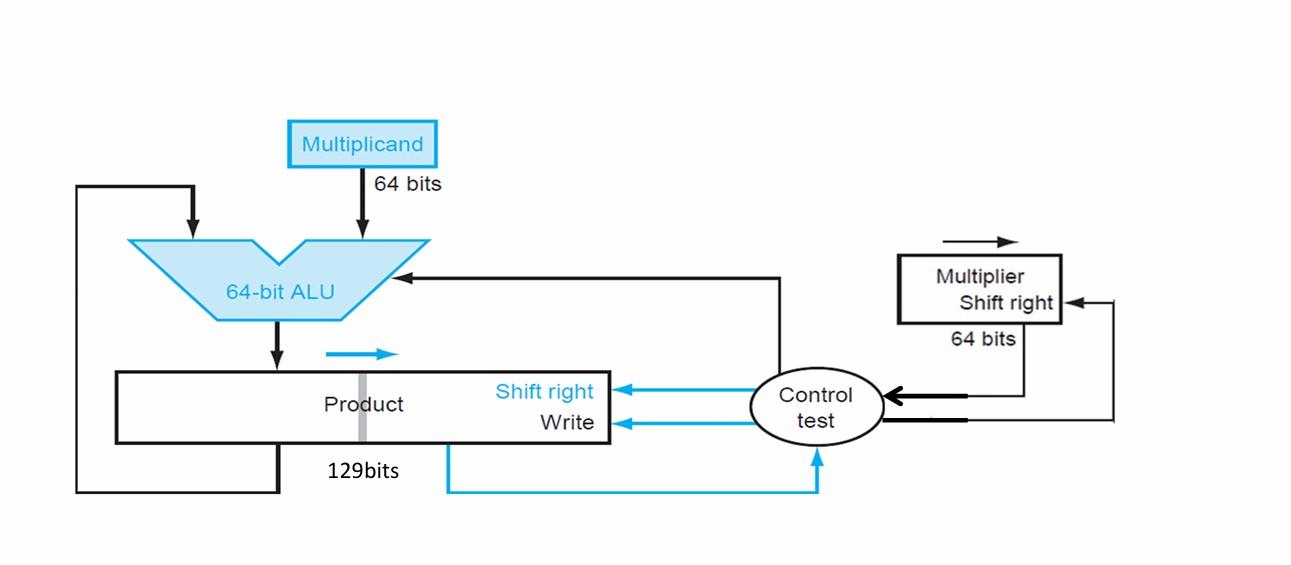 Multiplicand
64 bits
64-bit ALU
Multiplier
Shift right
64 bits
Product
Shift right
Write
Control
test
129bits